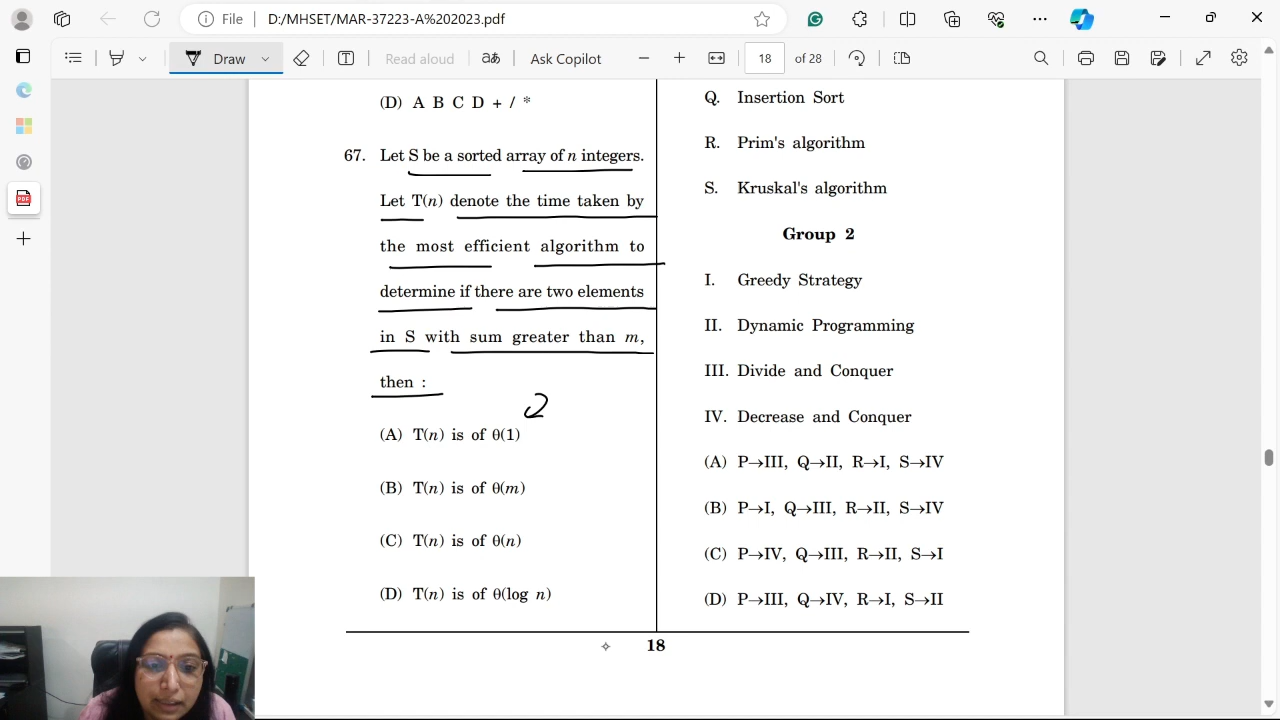 File D:/MHSET/MAR-37223-A%202023.pdf
Draw Read aloud aあ Ask Copilot 18 of 28
(D) A B C D + / *
67. Let S be a sorted array of n integers.
Let T(n) denote the time taken by
the most efficient algorithm to
determine if there are two elements
in S with sum greater than m,
then :
2
(A) T(n) is of θ(1)
(B) T(n) is of θ(m)
(C) T(n) is of θ(n)
(D) T(n) is of θ(log n)
Q. Insertion Sort
R. Prim's algorithm
S. Kruskal's algorithm
Group 2
I. Greedy Strategy
II. Dynamic Programming
III. Divide and Conquer
IV. Decrease and Conquer
(A) P→III, Q→II, R→I, S→IV
(B) P→I, Q→III, R→II, S→IV
(C) P→IV, Q→III, R→II, S→I
(D) P→III, Q→IV, R→I, S→II
18
PDF